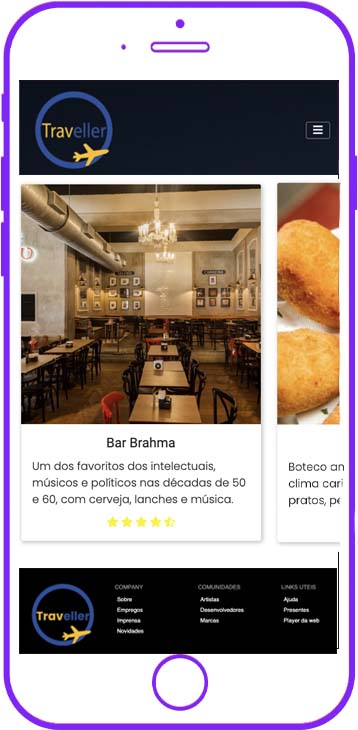 Traveller
Bar Brahma
Um dos favoritos dos intelectuais,
músicos e políticos nas décadas de 50
e 60, com cerveja, lanches e música.
Boteco am
clima cari
pratos, pe
Traveller
COMPANY
Sobre
Empregos
Imprensa
Novidades
COMUNIDADES
Artistas
Desenvolvedores
Marcas
LINKS UTEIS
Ajuda
Presentes
Player da web